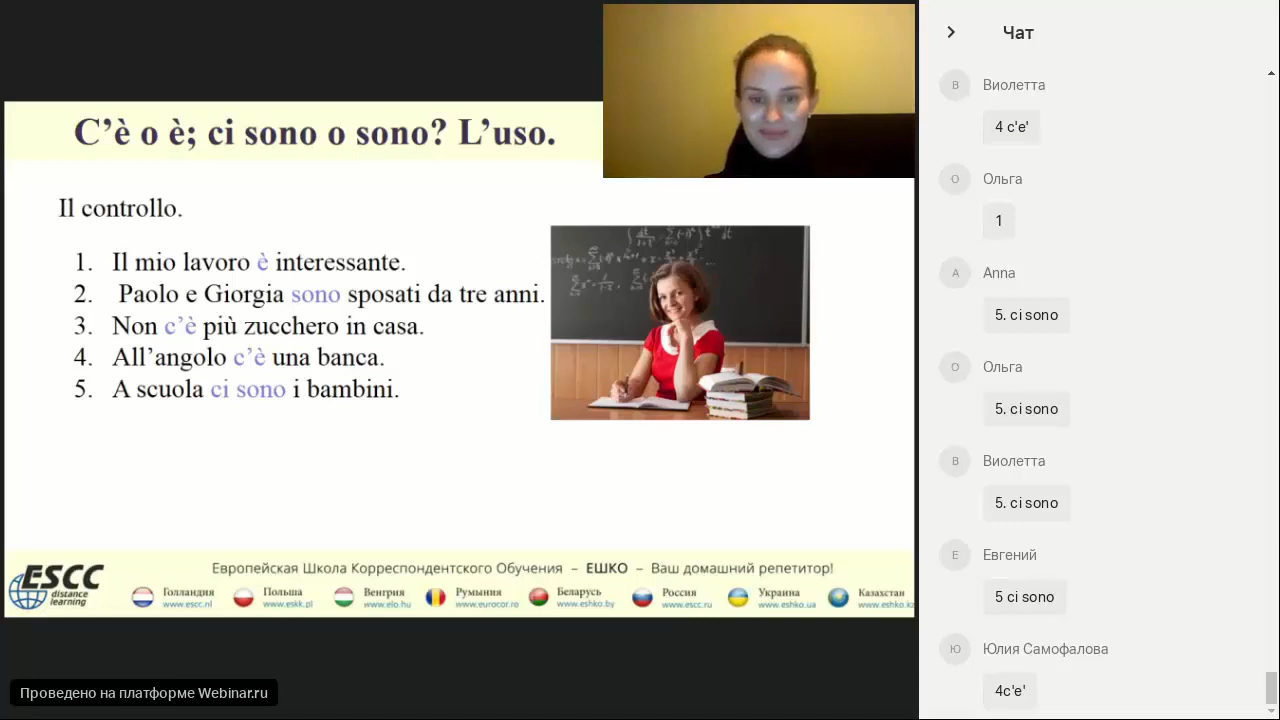 C’è o è; ci sono o sono? L’uso.
Il controllo.
1. Il mio lavoro è interessante.
2. Paolo e Giorgia sono sposati da tre anni.
3. Non c’è più zucchero in casa.
4. All’angolo c’è una banca.
5. A scuola ci sono i bambini.
ESCC
distance
learning
Европейская Школа Корреспондентского Обучения – ЕШКО – Ваш домашний репетитор!
Голландия
www.escc.nl
Польша
www.eskk.pl
Венгрия
www.elo.hu
Румыния
www.eurocor.ro
Беларусь
www.eshko.by
Россия
www.escc.ru
Украина
www.eshko.ua
Казахстан
www.eshko.kz
Проведено на платформе Webinar.ru
Чат
В
Виолетта
4 c'e'
О
Ольга
1
A
Anna
5. ci sono
О
Ольга
5. ci sono
В
Виолетта
5. ci sono
Е
Евгений
5 ci sono
Ю
Юлия Самофалова
4c'e'